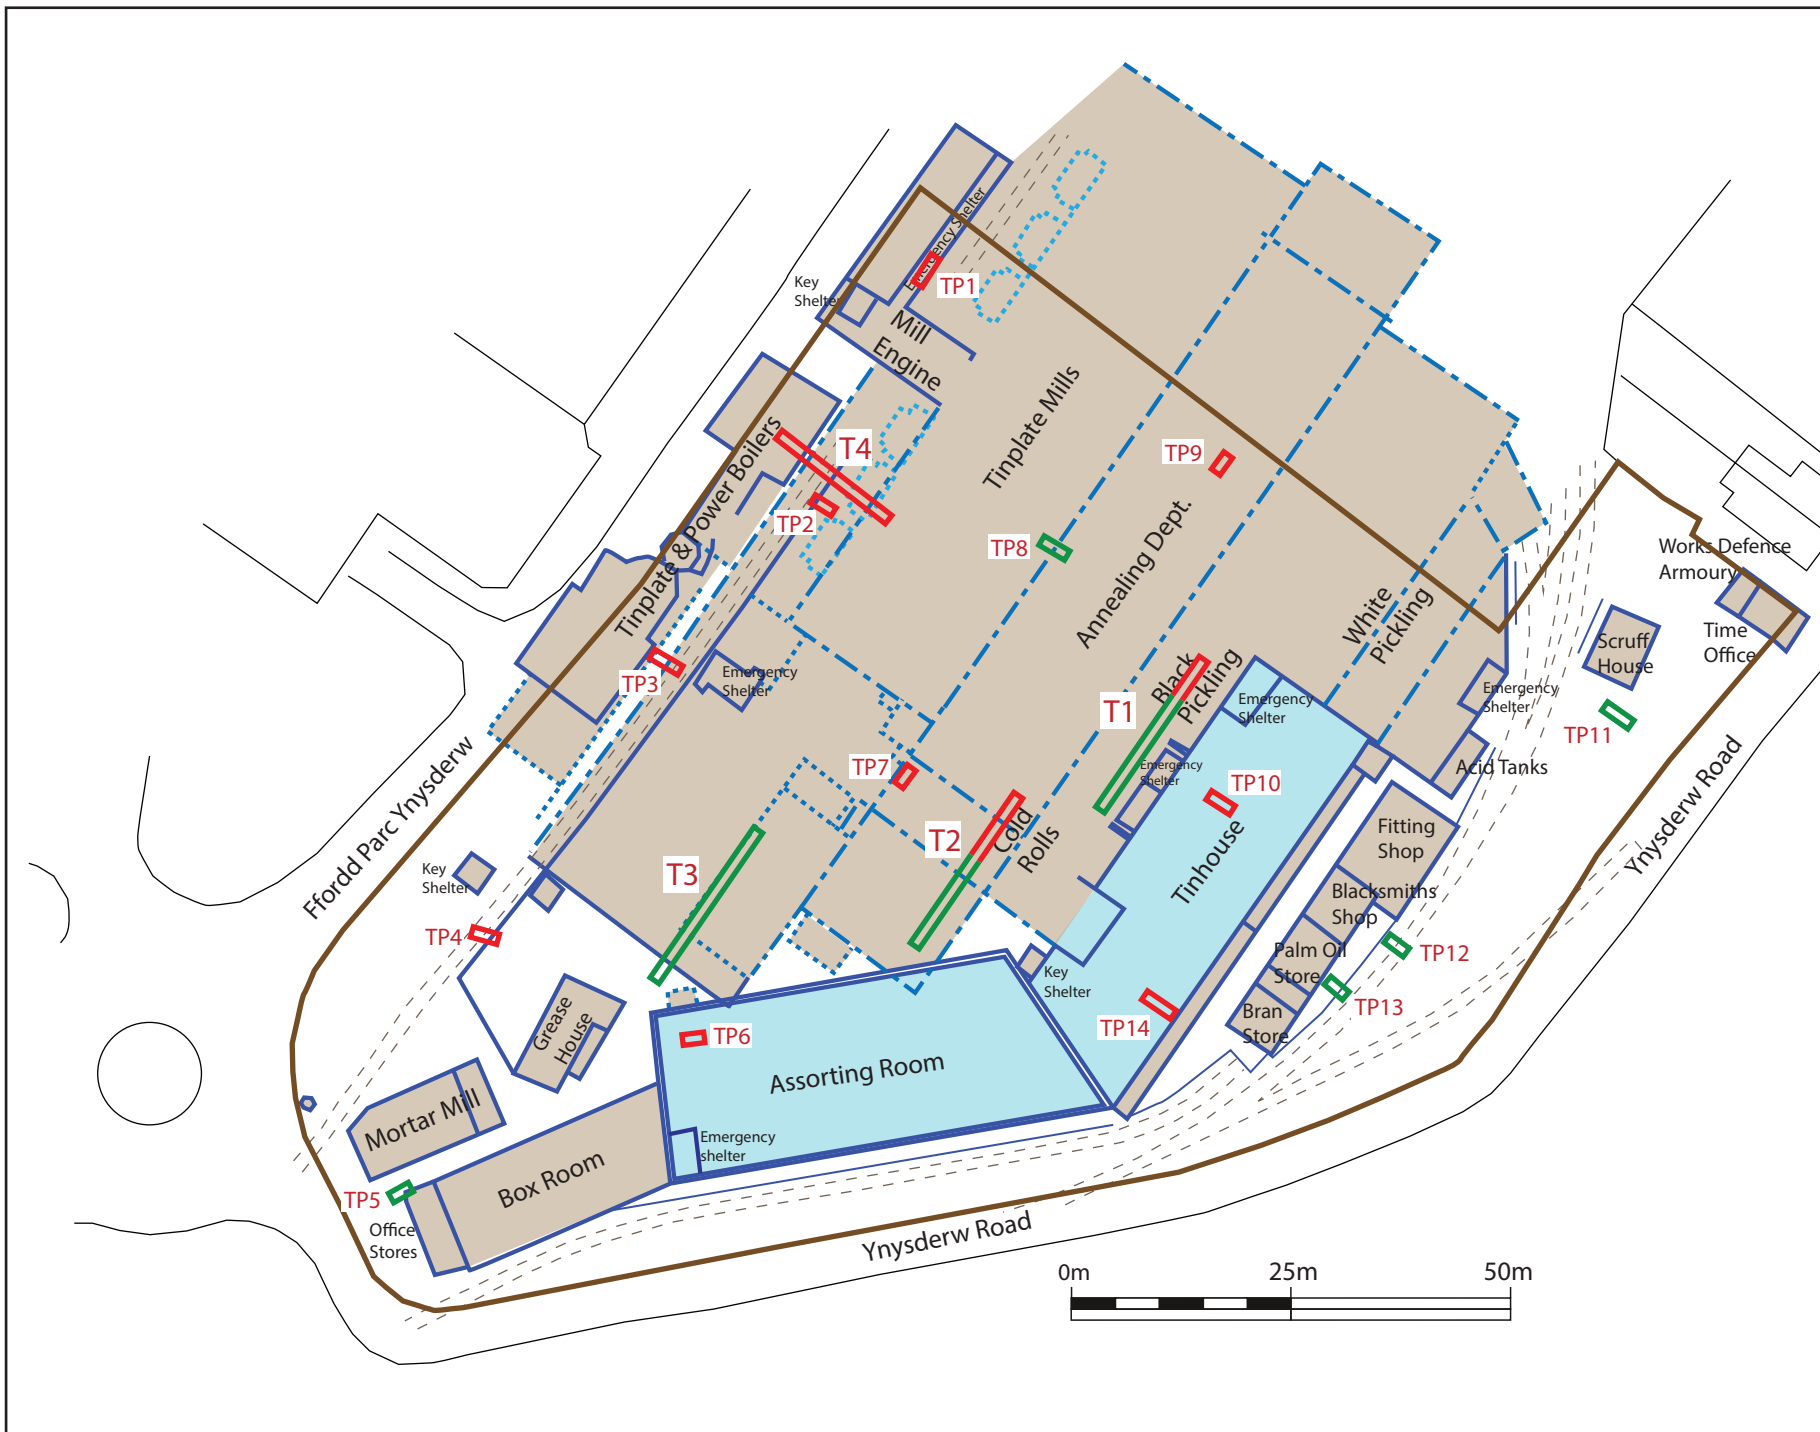 Emergency Shelter
TP1
Key
Shelter
Mill
Engine
Tinplate Mills
Tinplate & Power Boilers
T4
TP2
TP9
TP8
Annealing Dept.
White
Pickling
Works Defence
Armoury
Time
Office
Scruff
House
TP3
Emergency
Shelter
Black
Pickling
T1
Emergency
Shelter
Emergency
Shelter
TP11
Acid Tanks
Ffordd Parc Ynysderw
TP7
Emergency
Shelter
TP10
Ynysderw Road
T2
Cold
Rolls
Tinhouse
Fitting
Shop
T3
Key
Shelter
Blacksmiths
Shop
TP4
TP12
Palm Oil
Store
Key
Shelter
TP13
Bran
Store
TP14
Grease
House
TP6
Assorting Room
Mortar Mill
Emergency
shelter
Box Room
TP5
Office
Stores
Ynysderw Road
0m 25m 50m